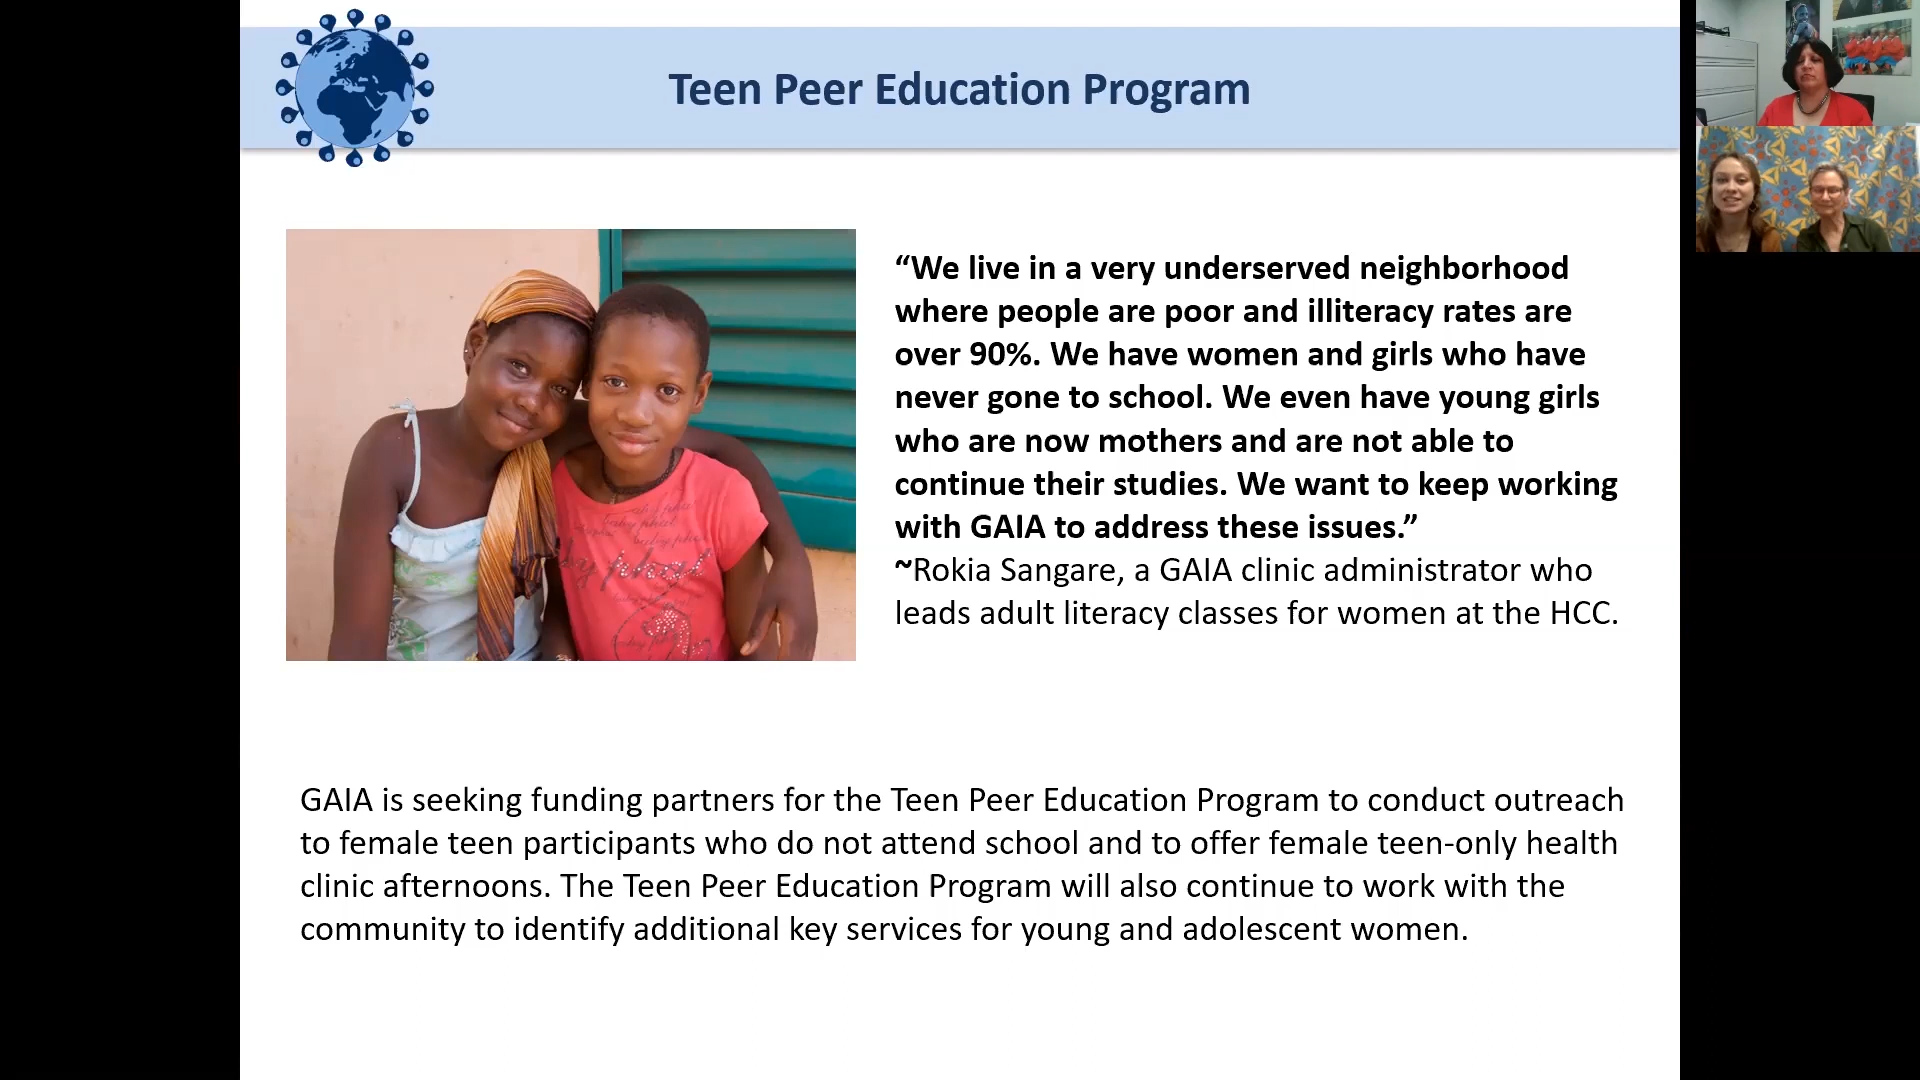 Teen Peer Education Program
“We live in a very underserved neighborhood
where people are poor and illiteracy rates are
over 90%. We have women and girls who have
never gone to school. We even have young girls
who are now mothers and are not able to
continue their studies. We want to keep working
with GAIA to address these issues.”
~Rokia Sangare, a GAIA clinic administrator who
leads adult literacy classes for women at the HCC.
baby phat
GAIA is seeking funding partners for the Teen Peer Education Program to conduct outreach
to female teen participants who do not attend school and to offer female teen-only health
clinic afternoons. The Teen Peer Education Program will also continue to work with the
community to identify additional key services for young and adolescent women.